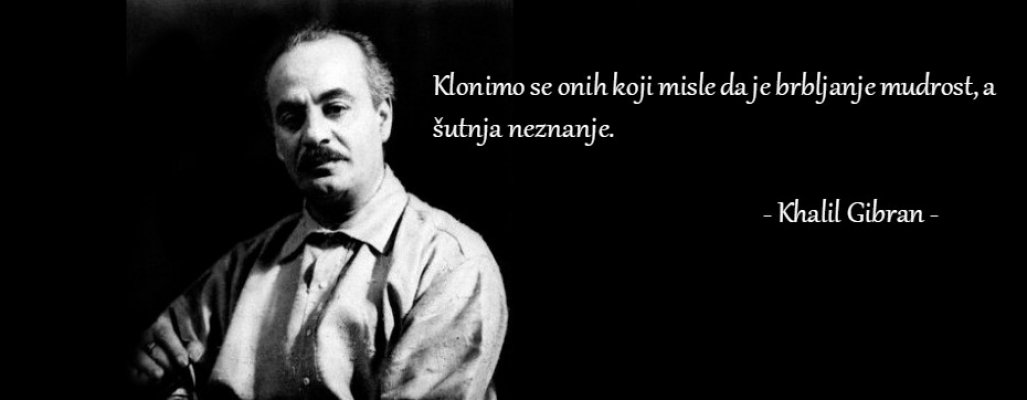 Klonimo se onih koji misle da je brbljanje mudrost, a
šutnja neznanje.
- Khalil Gibran -